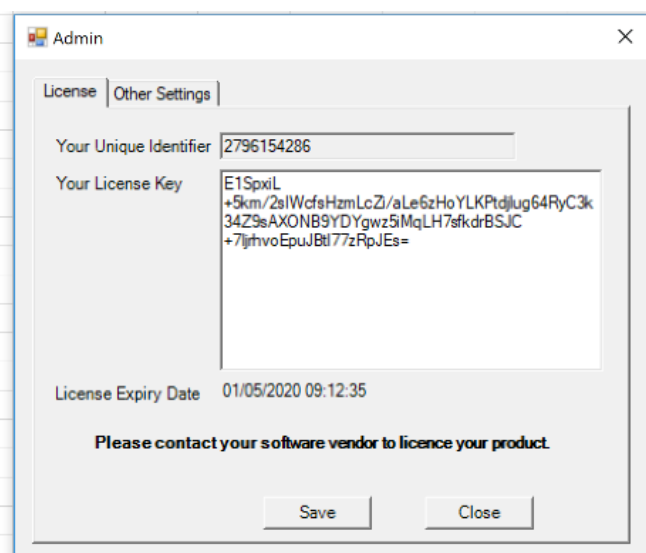 Admin
License
Other Settings
Your Unique Identifier
2796154286
Your License Key
E1SpxiL
+5km/2sIWcfsHzmLcZi/aLe6zHoYLKPtdjlug64RyC3k
34Z9sAXONB9YDYgwz5iMqLH7sfkdrBSJC
+7ljrhvoEpuJBtI77zRpJEs=
License Expiry Date
01/05/2020 09:12:35
Please contact your software vendor to licence your product.
Save
Close